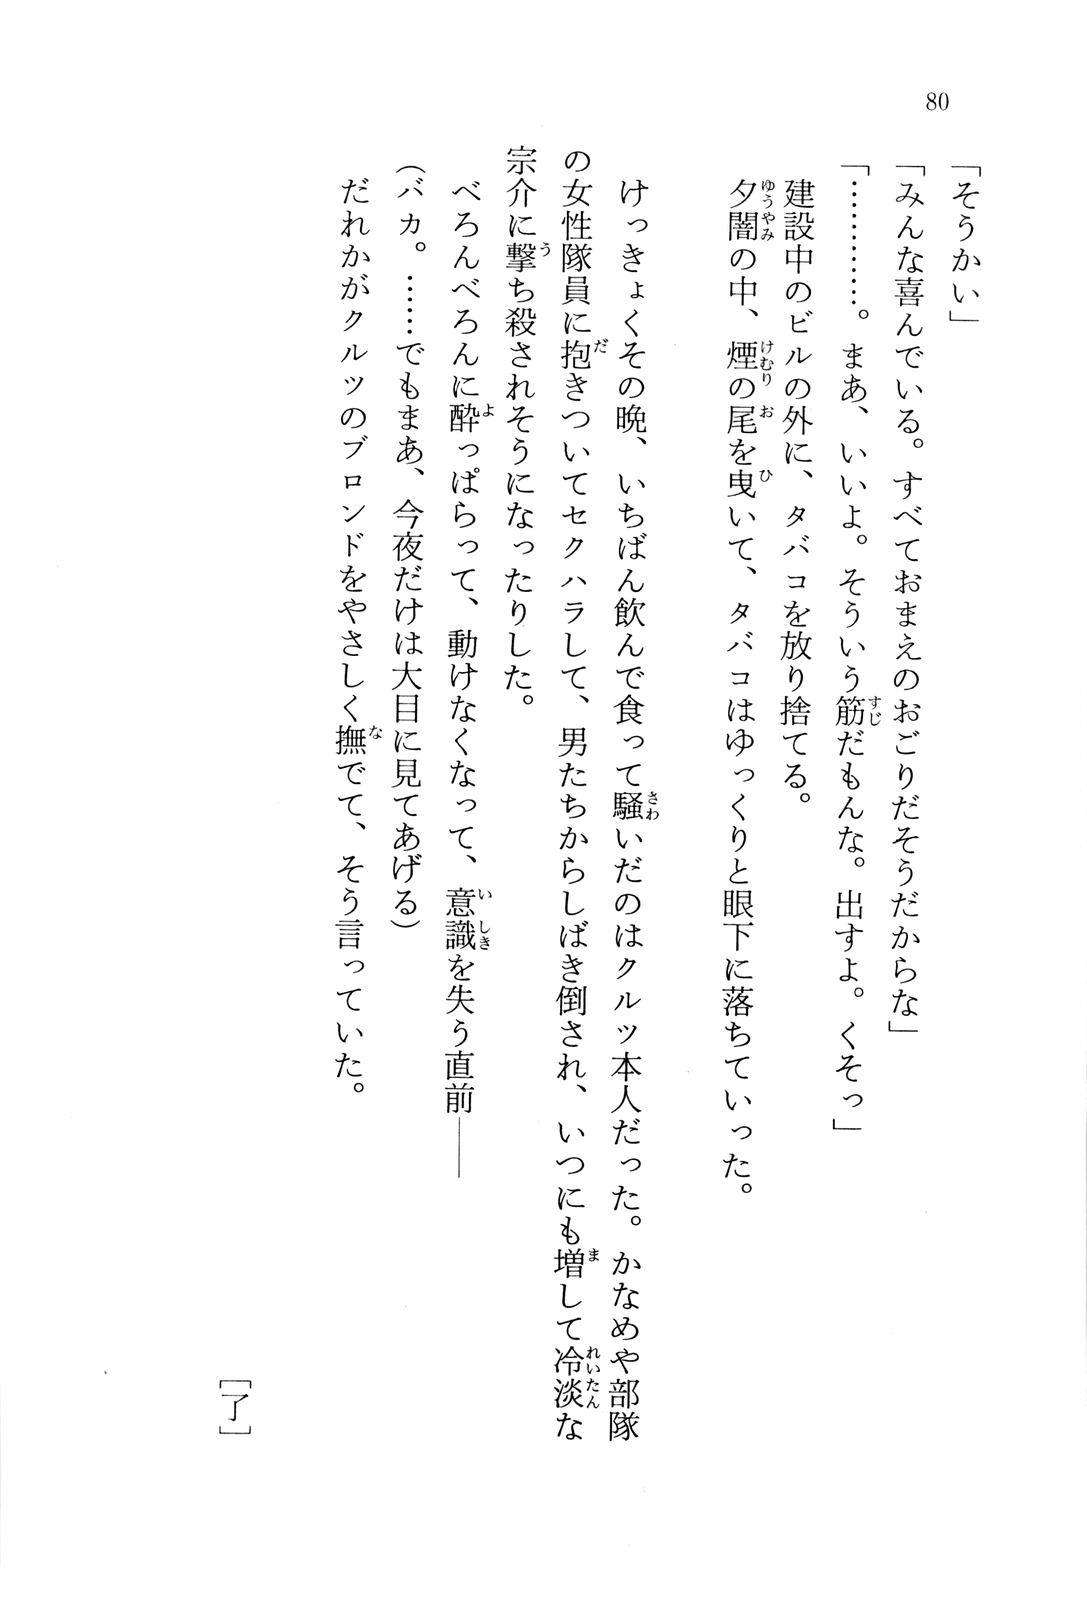 80
「そうかい」
「みんな喜んでいる。すべておまえのおごりだそうだからな」
「…………。まあ、いいよ。そういう筋だもんな。出すよ。くそっ」
建設中のビルの外に、タバコを放り捨てる。
夕闇の中、煙の尾を曳いて、タバコはゆっくりと眼下に落ちていった。
けっきょくその晩、いちばん飲んで食って騒いだのはクルツ本人だった。かなめや部隊
の女性隊員に抱きついてセクハラして、男たちからしばき倒され、いつにも増して冷淡な
宗介に撃ち殺されそうになったりした。
べろんべろんに酔っぱらって、動けなくなって、意識を失う直前――
(バカ。……でもまあ、今夜だけは大目に見てあげる)
だれかがクルツのブロンドをやさしく撫でて、そう言っていた。
［了］